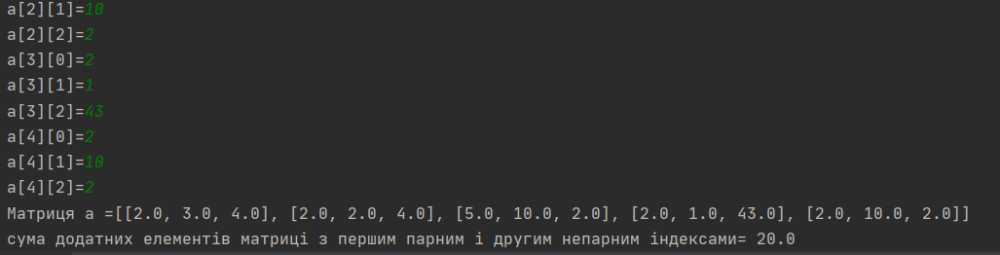 a[2][1]=10
a[2][2]=2
a[3][0]=2
a[3][1]=1
a[3][2]=43
a[4][0]=2
a[4][1]=10
a[4][2]=2
Матриця a =[[2.0, 3.0, 4.0], [2.0, 2.0, 4.0], [5.0, 10.0, 2.0], [2.0, 1.0, 43.0], [2.0, 10.0, 2.0]]
сума додатних елементів матриці з першим парним і другим непарним індексами= 20.0